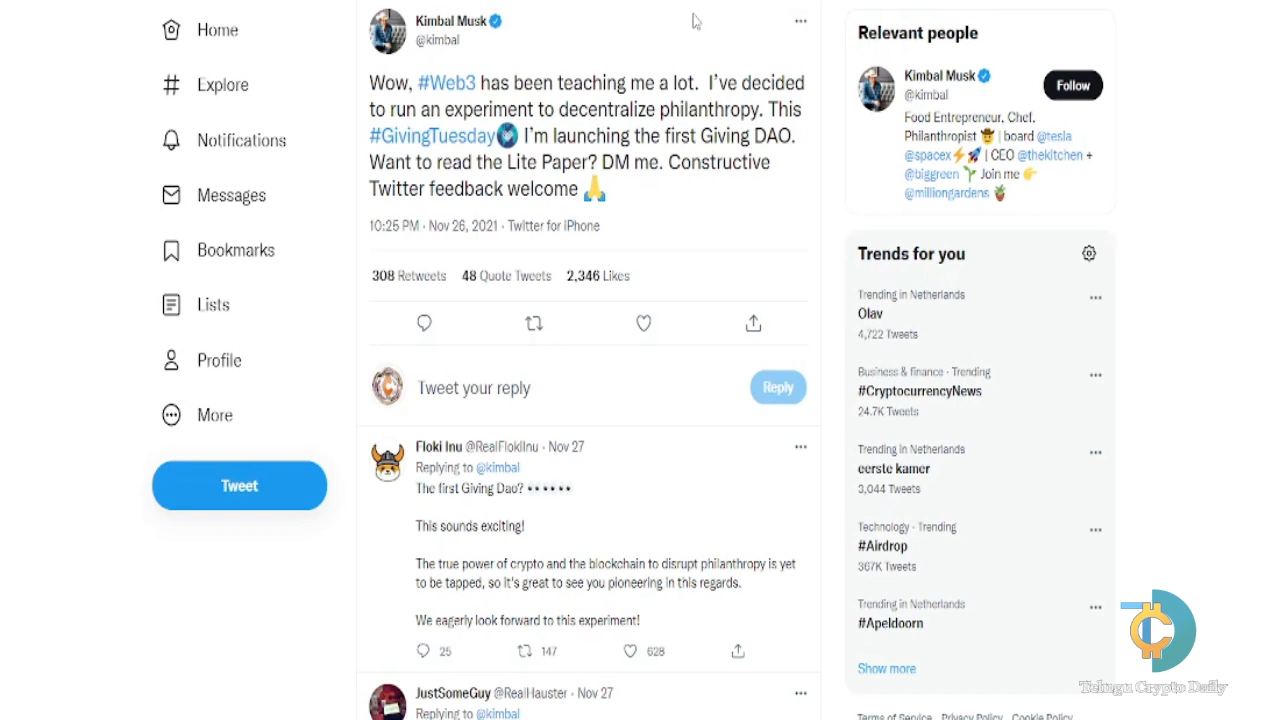 Home
Explore
Notifications
Messages
Bookmarks
Lists
Profile
More
Tweet
Kimbal Musk
@kimbal
Wow, #Web3 has been teaching me a lot. I've decided
to run an experiment to decentralize philanthropy. This
#GivingTuesday I'm launching the first Giving DAO.
Want to read the Lite Paper? DM me. Constructive
Twitter feedback welcome 🙏
10:25 PM · Nov 26, 2021 · Twitter for iPhone
308 Retweets 48 Quote Tweets 2,346 Likes
Tweet your reply
Reply
Floki Inu @RealFlokiInu · Nov 27
Replying to @kimbal
The first Giving Dao? 👀👀👀
This sounds exciting!
The true power of crypto and the blockchain to disrupt philanthropy is yet
to be tapped, so it's great to see you pioneering in this regards.
We eagerly look forward to this experiment!
25 147 628
JustSomeGuy @RealHauster · Nov 27
Replying to @kimbal
Relevant people
Kimbal Musk
@kimbal
Follow
Food Entrepreneur, Chef,
Philanthropist 🤠 | board @tesla
@spacex⚡🚀 | CEO @thekitchen +
@biggreen 🌱 Join me 👉
@milliongardens 🪴
Trends for you
Trending in Netherlands
Olav
4,722 Tweets
Business & finance · Trending
#CryptocurrencyNews
24.7K Tweets
Trending in Netherlands
eerste kamer
3,044 Tweets
Technology · Trending
#Airdrop
367K Tweets
Trending in Netherlands
#Apeldoorn
Show more
Terms of Service Privacy Policy Cookie Policy
Telugu Crypto Daily